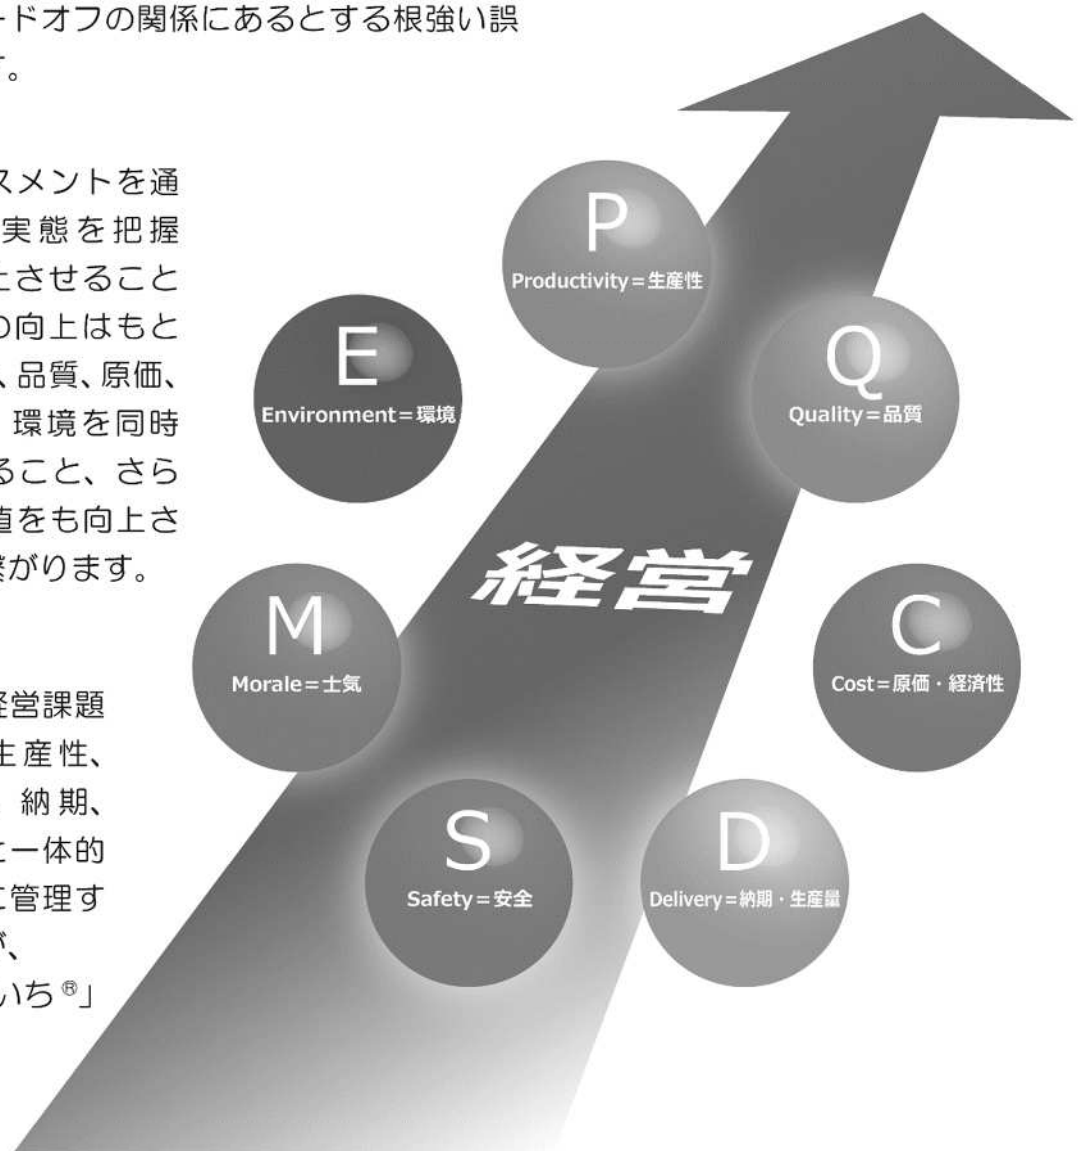 ードオフの関係にあるとする根強い誤
す。
スメントを通
実態を把握
上させること
の向上はもと
、品質、原価、
環境を同時
ること、さら
値をも向上さ
繋がります。
経営課題
生産性、
納期、
と一体的
に管理す
が、
いち®」
P
Productivity=生産性
E
Environment=環境
Q
Quality=品質
経営
M
Morale=士気
C
Cost=原価・経済性
S
Safety=安全
D
Delivery=納期・生産量